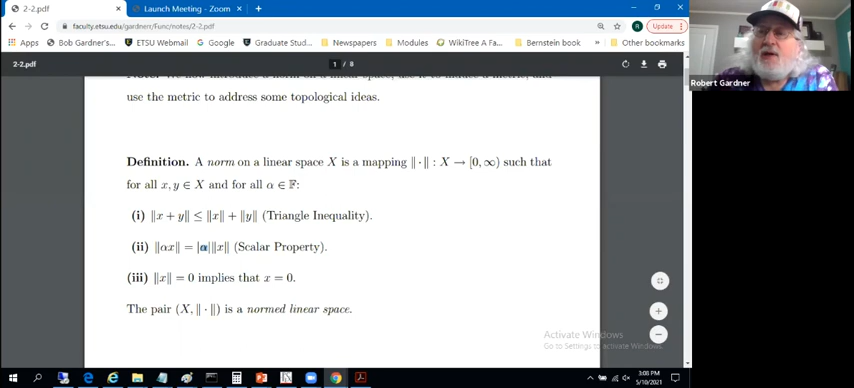 2-2.pdf
Launch Meeting - Zoom
faculty.etsu.edu/gardnerr/Func/notes/2-2.pdf
Update
Apps
Bob Gardner's...
ETSU Webmail
Google
Graduate Stud...
Newspapers
Modules
WikiTree A Fa...
Bernstein book
»
Other bookmarks
2-2.pdf
1 / 8
use the metric to address some topological ideas.
Definition. A norm on a linear space X is a mapping ‖ · ‖ : X → [0, ∞) such that
for all x, y ∈ X and for all α ∈ 𝔽:
(i) ‖x + y‖ ≤ ‖x‖ + ‖y‖ (Triangle Inequality).
(ii) ‖αx‖ = |α|‖x‖ (Scalar Property).
(iii) ‖x‖ = 0 implies that x = 0.
The pair (X, ‖ · ‖) is a normed linear space.
Robert Gardner
Activate Windows
Go to Settings to activate Windows.
3:08 PM
5/10/2021